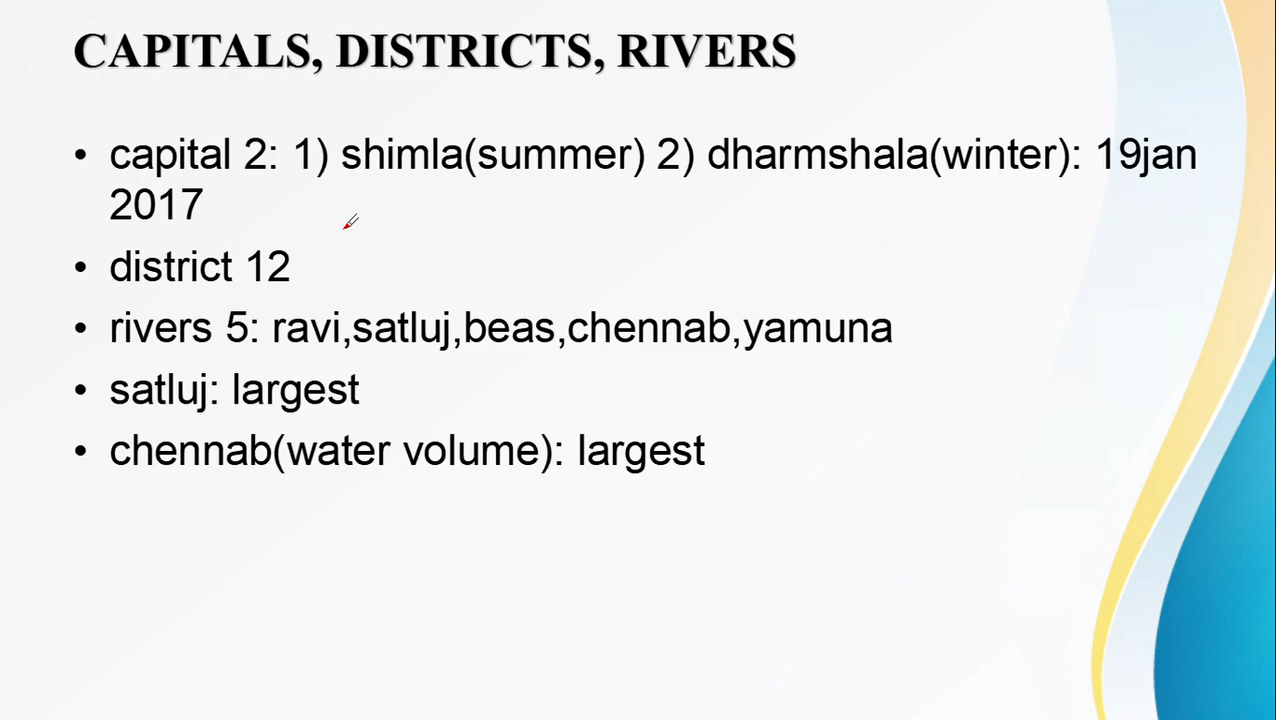 CAPITALS, DISTRICTS, RIVERS
• capital 2: 1) shimla(summer) 2) dharmshala(winter): 19jan
2017
• district 12
• rivers 5: ravi,satluj,beas,chennab,yamuna
• satluj: largest
• chennab(water volume): largest